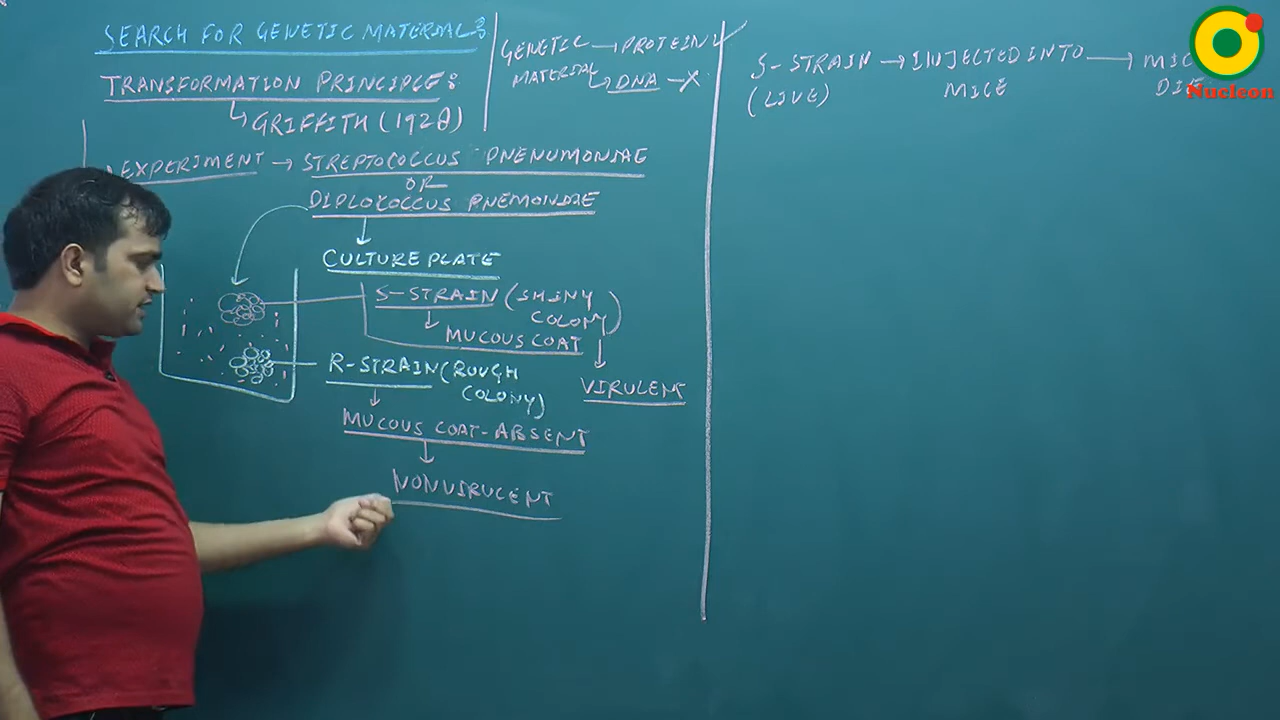 SEARCH FOR GENETIC MATERIAL:
TRANSFORMATION PRINCIPLE:
GRIFFITH (1928)
GENETIC → PROTEIN ✓
MATERIAL → DNA → X
EXPERIMENT → STREPTOCOCCUS PNENUMONIAE
OR
DIPLOCOCCUS PNEMONIAE
CULTURE PLATE
S-STRAIN (SHINY
COLONY)
MUCOUS COAT
VIRULENT
R-STRAIN (ROUGH
COLONY)
MUCOUS COAT-ABSENT
NONVIRULENT
S-STRAIN → INJECTED INTO →
(LIVE) MICE
Nucleon